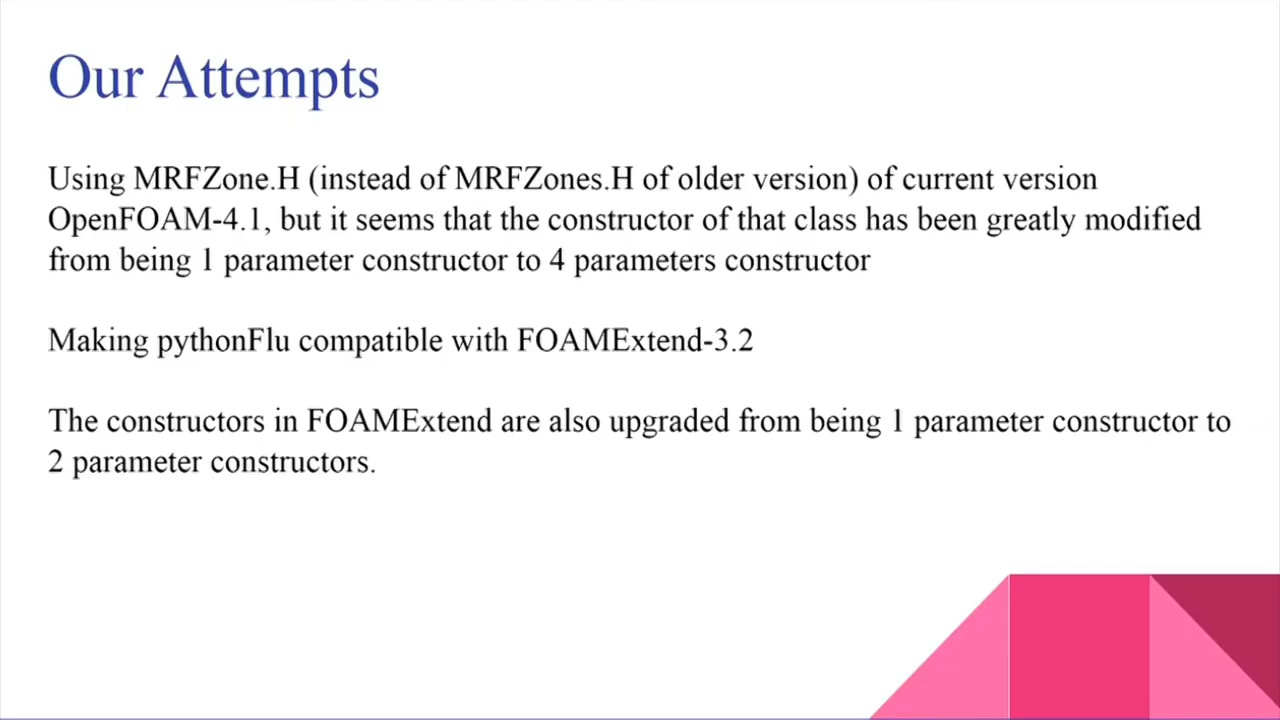 Our Attempts
Using MRFZone.H (instead of MRFZones.H of older version) of current version
OpenFOAM-4.1, but it seems that the constructor of that class has been greatly modified
from being 1 parameter constructor to 4 parameters constructor
Making pythonFlu compatible with FOAMExtend-3.2
The constructors in FOAMExtend are also upgraded from being 1 parameter constructor to
2 parameter constructors.